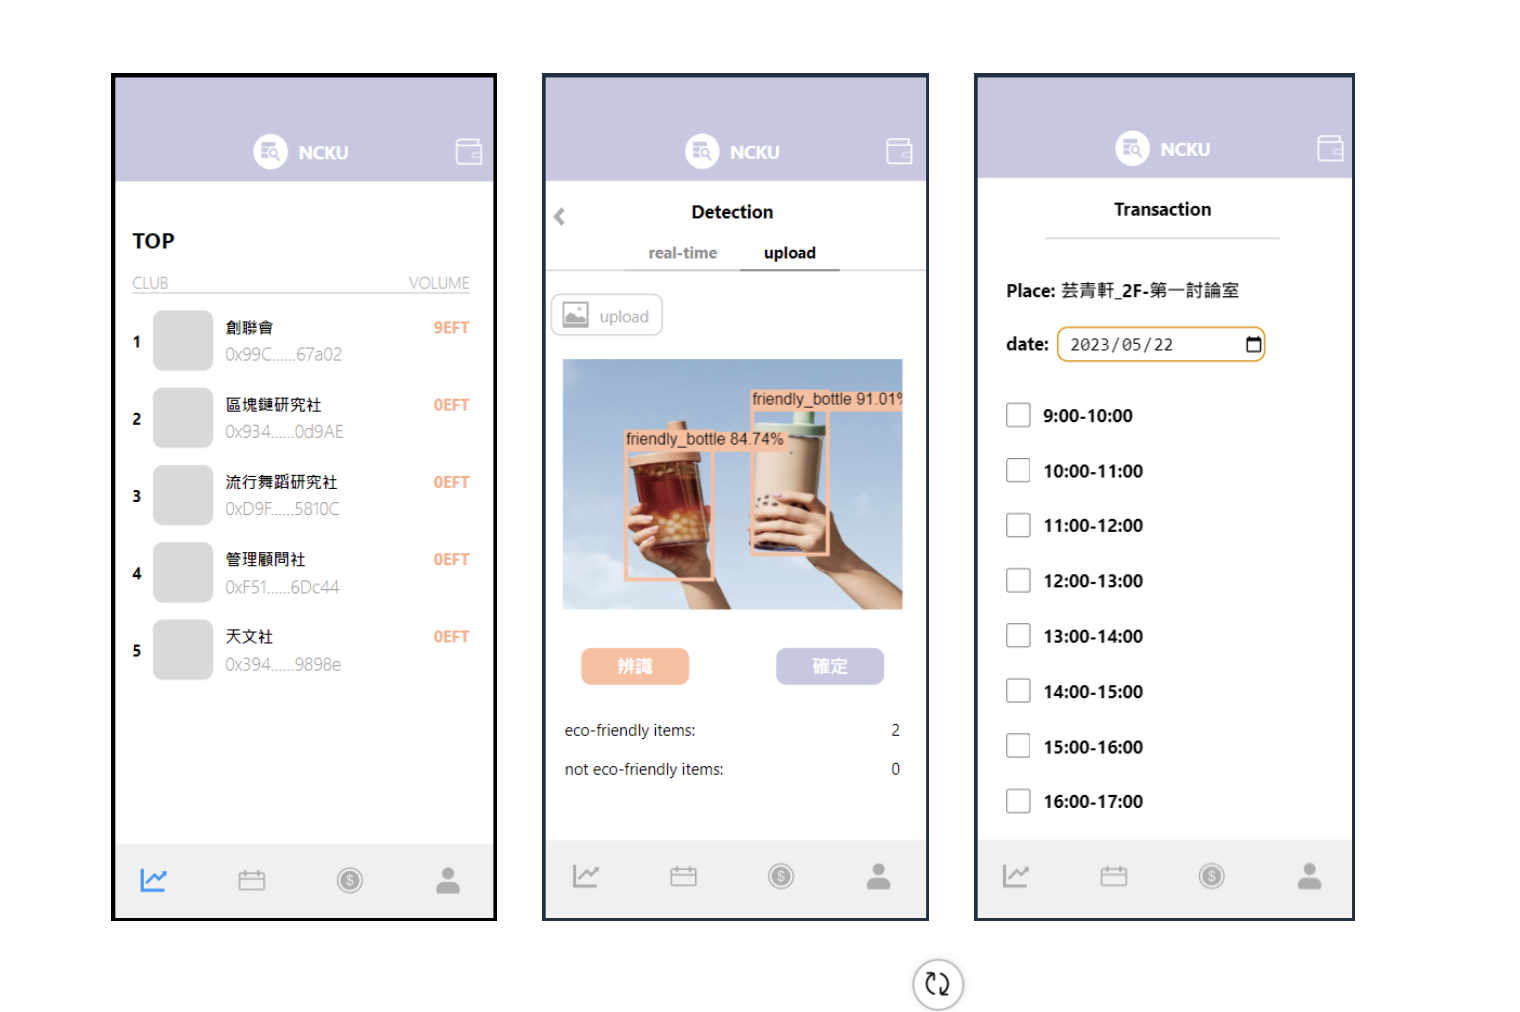 NCKU
TOP
CLUB VOLUME
1 創聯會 9EFT
0x99C......67a02
2 區塊鏈研究社 0EFT
0x934......0d9AE
3 流行舞蹈研究社 0EFT
0xD9F......5810C
4 管理顧問社 0EFT
0xF51......6Dc44
5 天文社 0EFT
0x394......9898e
NCKU
Detection
real-time upload
upload
friendly_bottle 91.01%
friendly_bottle 84.74%
辨識 確定
eco-friendly items: 2
not eco-friendly items: 0
NCKU
Transaction
Place: 芸青軒_2F-第一討論室
date: 2023/05/22
9:00-10:00
10:00-11:00
11:00-12:00
12:00-13:00
13:00-14:00
14:00-15:00
15:00-16:00
16:00-17:00